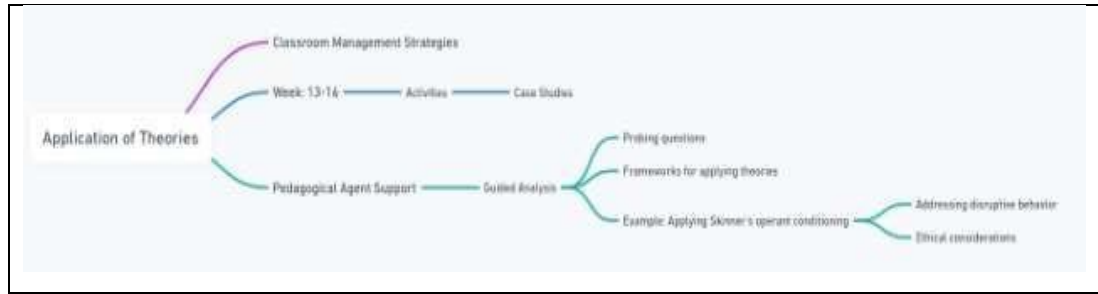 Application of Theories
Classroom Management Strategies
Week: 13-14
Activities
Case Studies
Pedagogical Agent Support
Guided Analysis
Probing questions
Frameworks for applying theories
Example: Applying Skinner's operant conditioning
Addressing disruptive behavior
Ethical considerations